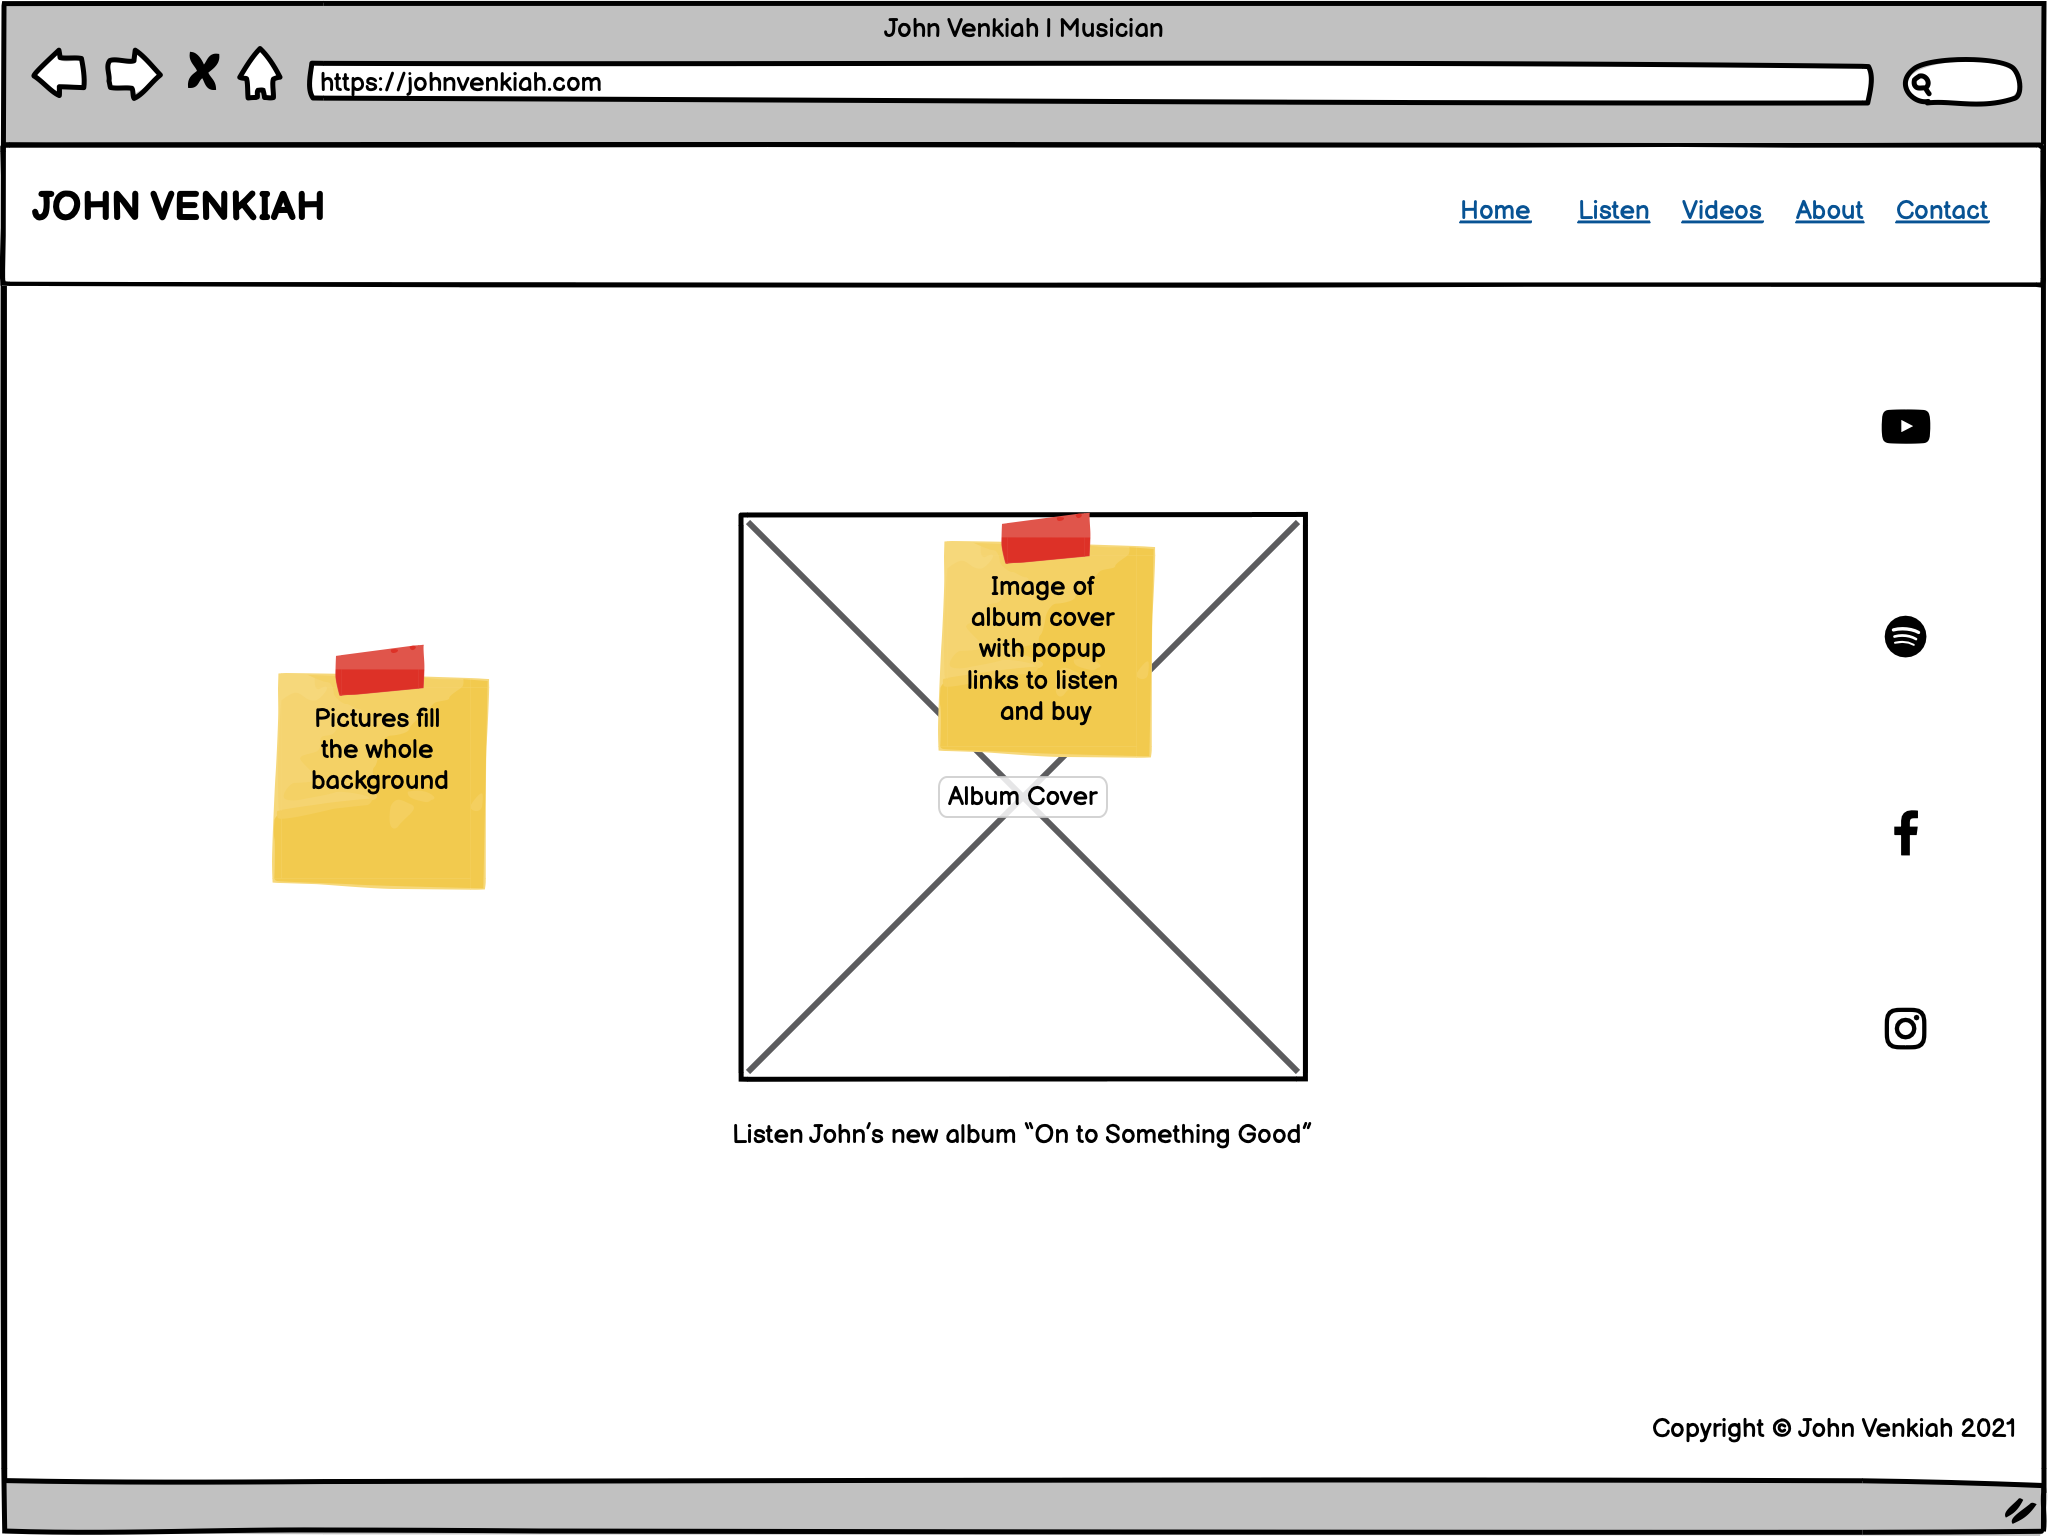 John Venkiah | Musician
https://johnvenkiah.com
JOHN VENKIAH
Home Listen Videos About Contact
Pictures fill
the whole
background
Image of
album cover
with popup
links to listen
and buy
Album Cover
Listen John's new album “On to Something Good”
Copyright © John Venkiah 2021